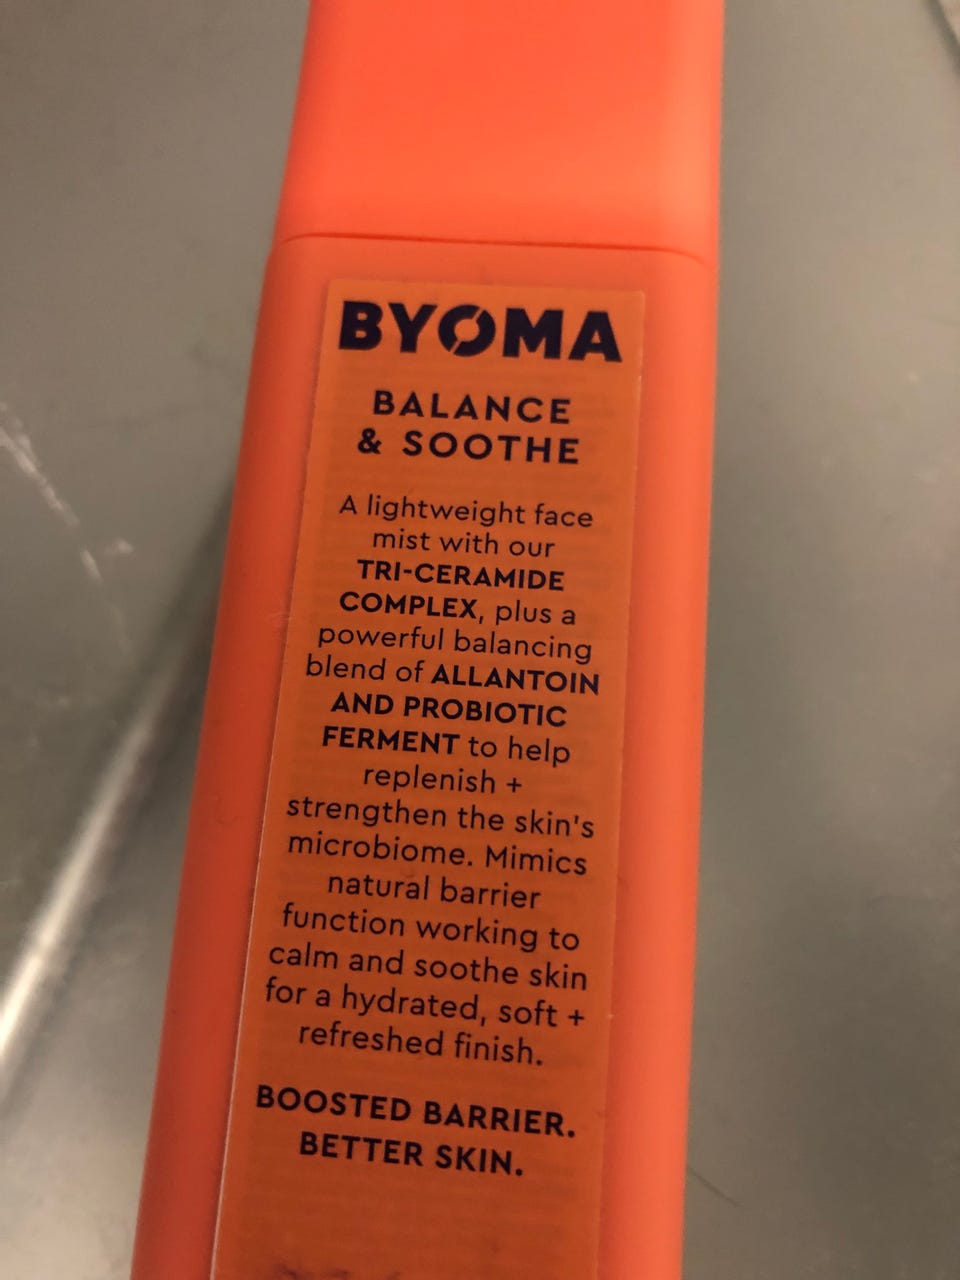 BYOMA
BALANCE
& SOOTHE
A lightweight face
mist with our
TRI-CERAMIDE
COMPLEX, plus a
powerful balancing
blend of ALLANTOIN
AND PROBIOTIC
FERMENT to help
replenish +
strengthen the skin's
microbiome. Mimics
natural barrier
function working to
calm and soothe skin
for a hydrated, soft +
refreshed finish.
BOOSTED BARRIER.
BETTER SKIN.